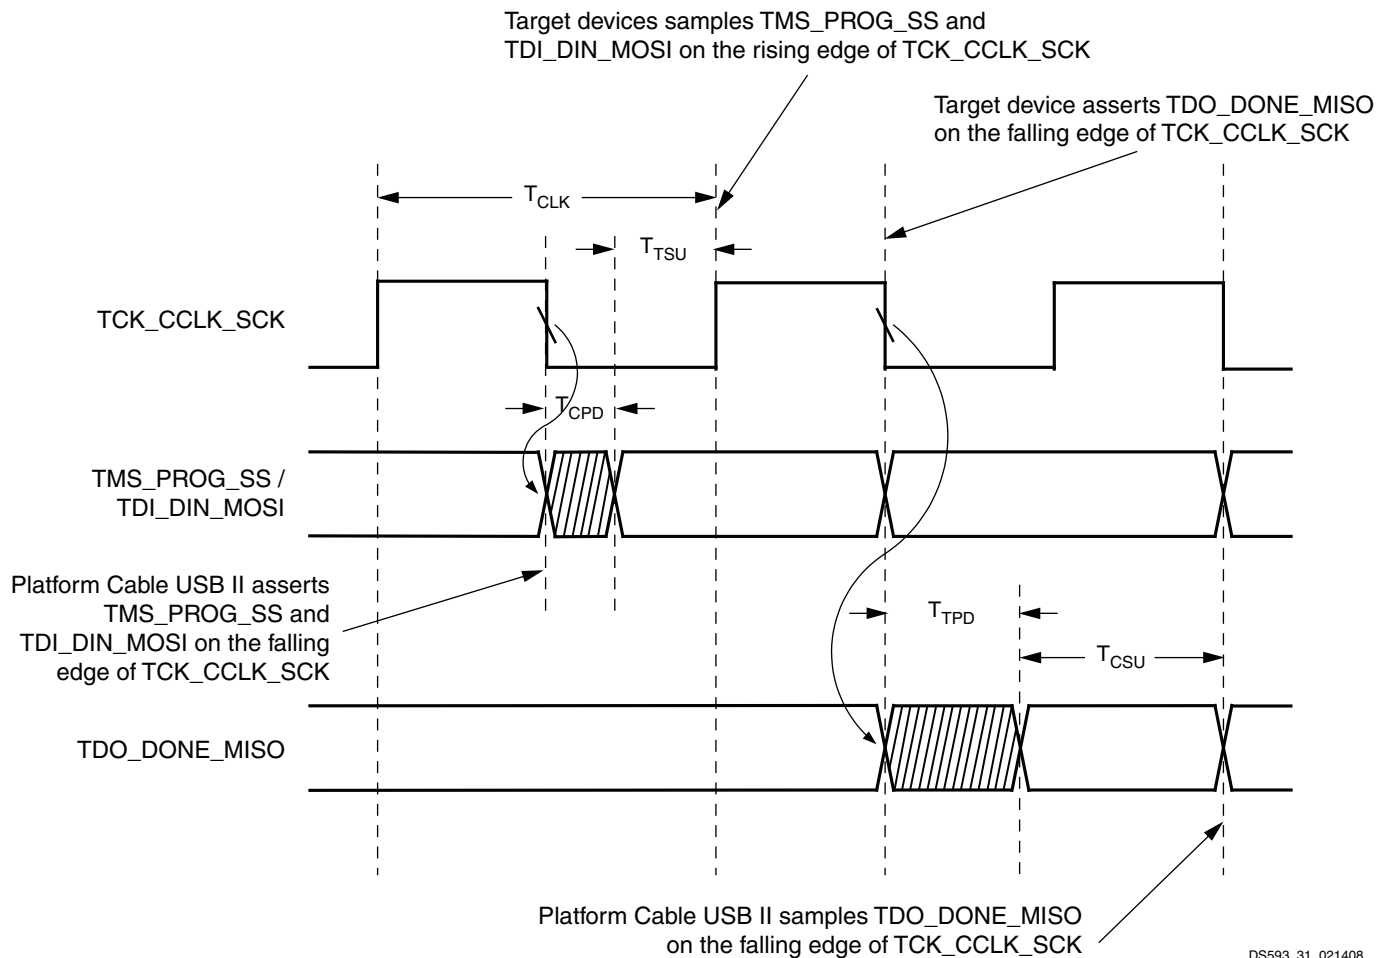 Target devices samples TMS_PROG_SS and
TDI_DIN_MOSI on the rising edge of TCK_CCLK_SCK
Target device asserts TDO_DONE_MISO
on the falling edge of TCK_CCLK_SCK
TCLK
TTSU
TCK_CCLK_SCK
TCPD
TMS_PROG_SS /
TDI_DIN_MOSI
Platform Cable USB II asserts
TMS_PROG_SS and
TDI_DIN_MOSI on the falling
edge of TCK_CCLK_SCK
TTPD
TCSU
TDO_DONE_MISO
Platform Cable USB II samples TDO_DONE_MISO
on the falling edge of TCK_CCLK_SCK
DS593_31_021408